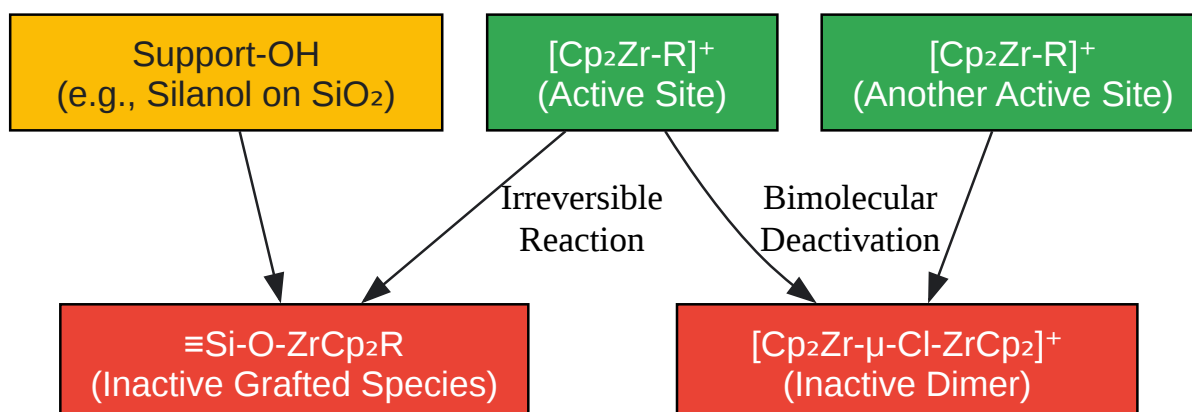 Support-OH
(e.g., Silanol on SiO₂)
[Cp₂Zr-R]⁺
(Active Site)
[Cp₂Zr-R]⁺
(Another Active Site)
Irreversible
Reaction
Bimolecular
Deactivation
≡Si-O-ZrCp₂R
(Inactive Grafted Species)
[Cp₂Zr-μ-Cl-ZrCp₂]⁺
(Inactive Dimer)